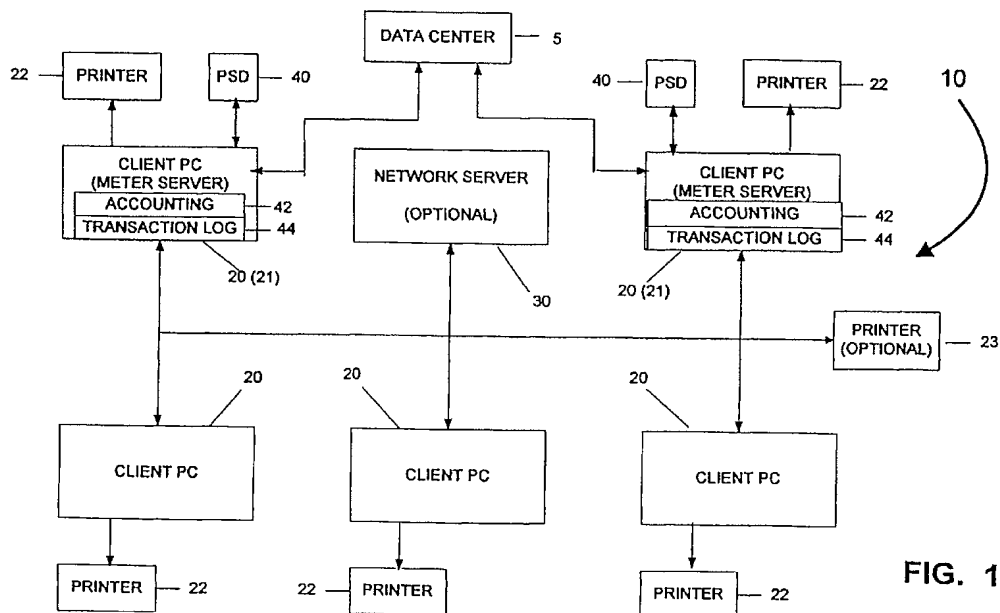 DATA CENTER
5
22
PRINTER
PSD
40
40
PSD
PRINTER
22
10
CLIENT PC
(METER SERVER)
ACCOUNTING
42
TRANSACTION LOG
44
20 (21)
NETWORK SERVER
(OPTIONAL)
30
CLIENT PC
(METER SERVER)
ACCOUNTING
42
TRANSACTION LOG
44
20 (21)
PRINTER
(OPTIONAL)
23
20
CLIENT PC
20
CLIENT PC
20
CLIENT PC
PRINTER
22
22
PRINTER
PRINTER
22
FIG. 1